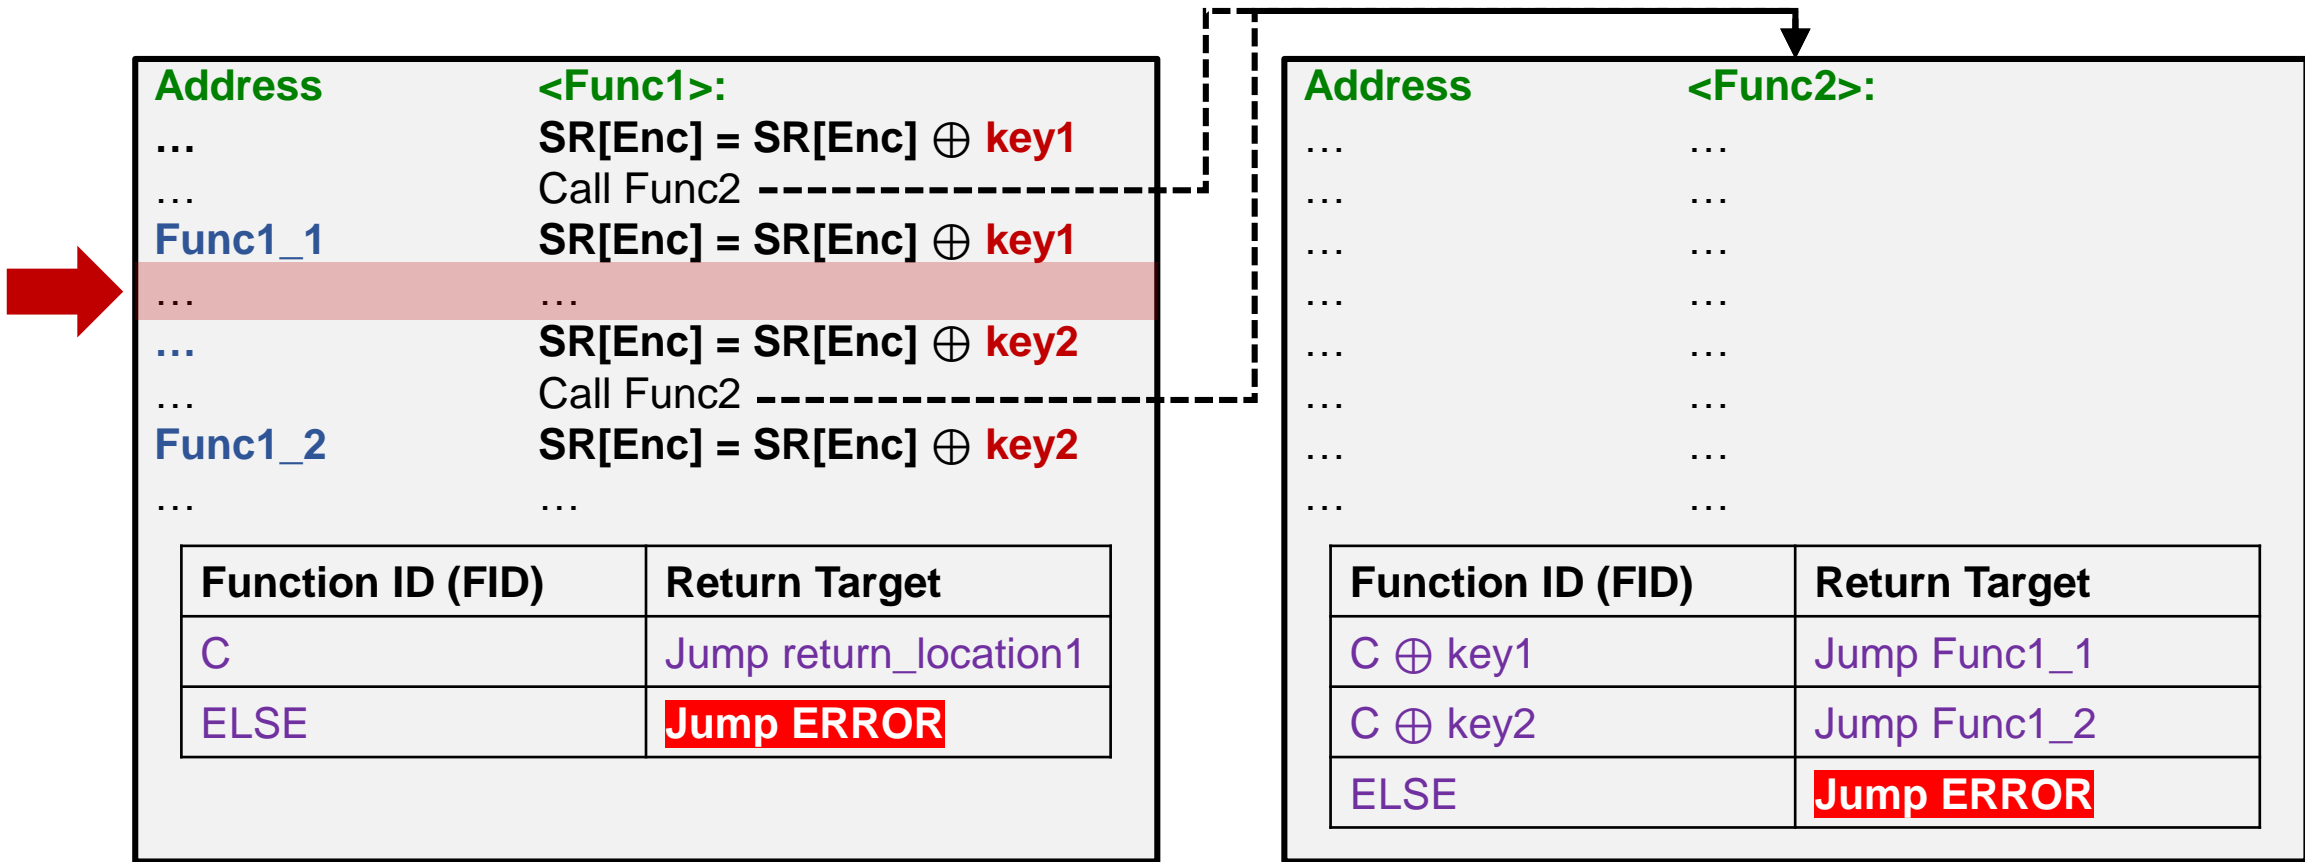 Address <Func1>:
… SR[Enc] = SR[Enc] ⊕ key1
… Call Func2
Func1_1 SR[Enc] = SR[Enc] ⊕ key1
… …
… SR[Enc] = SR[Enc] ⊕ key2
… Call Func2
Func1_2 SR[Enc] = SR[Enc] ⊕ key2
… …
Function ID (FID) Return Target
C Jump return_location1
ELSE Jump ERROR
Address <Func2>:
… …
… …
… …
… …
… …
… …
… …
… …
Function ID (FID) Return Target
C ⊕ key1 Jump Func1_1
C ⊕ key2 Jump Func1_2
ELSE Jump ERROR